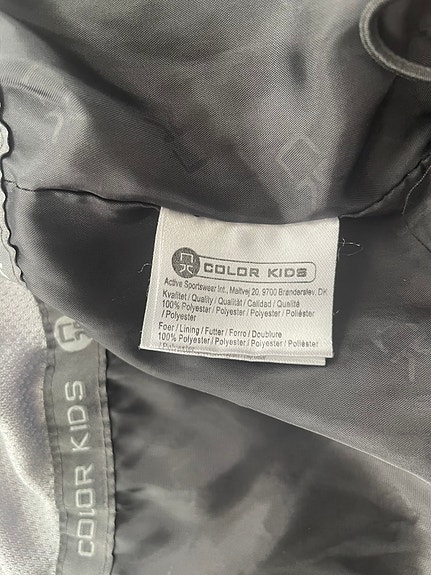 COLOR KIDS
Active Sportswear Int., Maltvej 20, 9700 Brønderslev, DK
Kvalitet / Quality / Qualität / Calidad / Qualité
100% Polyester / Polyester / Polyester / Poliéster
/ Polyester
Foer / Lining / Futter / Forro / Doublure
100% Polyester / Polyester / Polyester / Poliéster
/ Polyester
COLOR KIDS